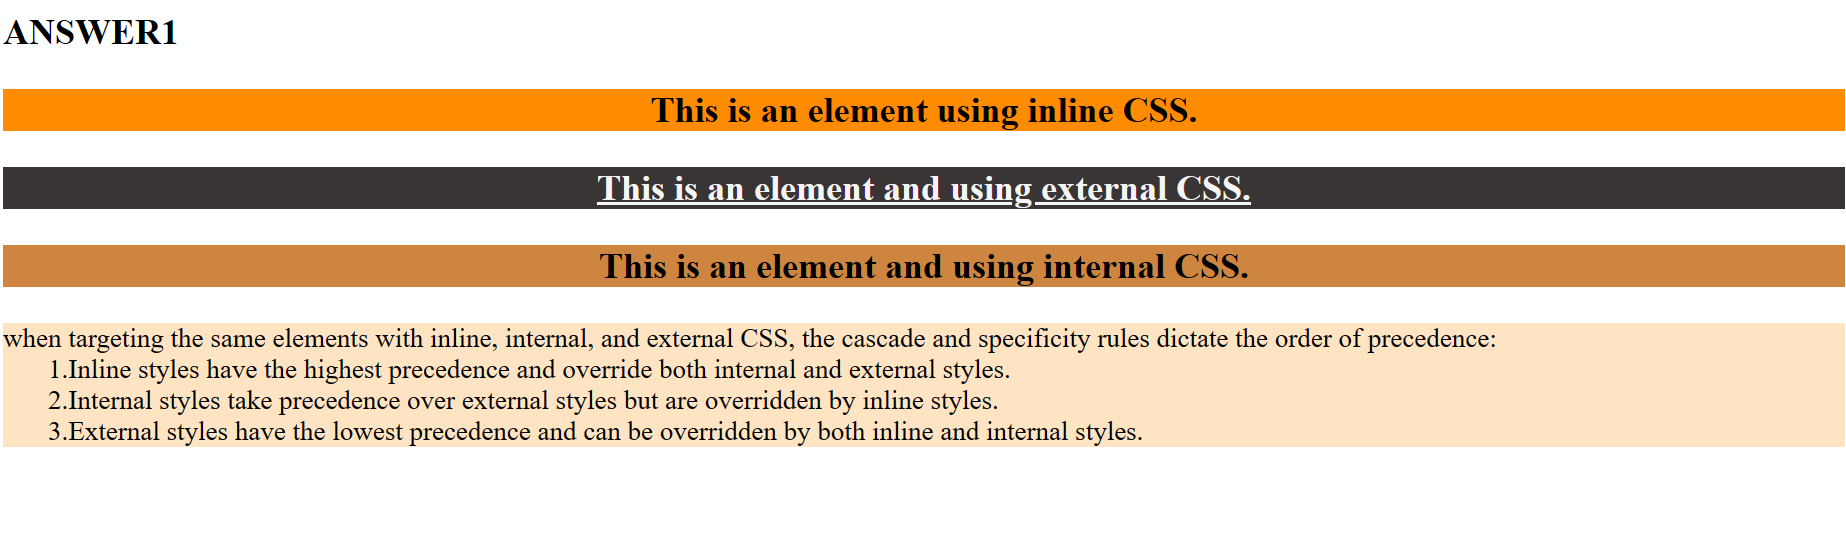 ANSWER1
This is an element using inline CSS.
This is an element and using external CSS.
This is an element and using internal CSS.
when targeting the same elements with inline, internal, and external CSS, the cascade and specificity rules dictate the order of precedence:
1.Inline styles have the highest precedence and override both internal and external styles.
2.Internal styles take precedence over external styles but are overridden by inline styles.
3.External styles have the lowest precedence and can be overridden by both inline and internal styles.